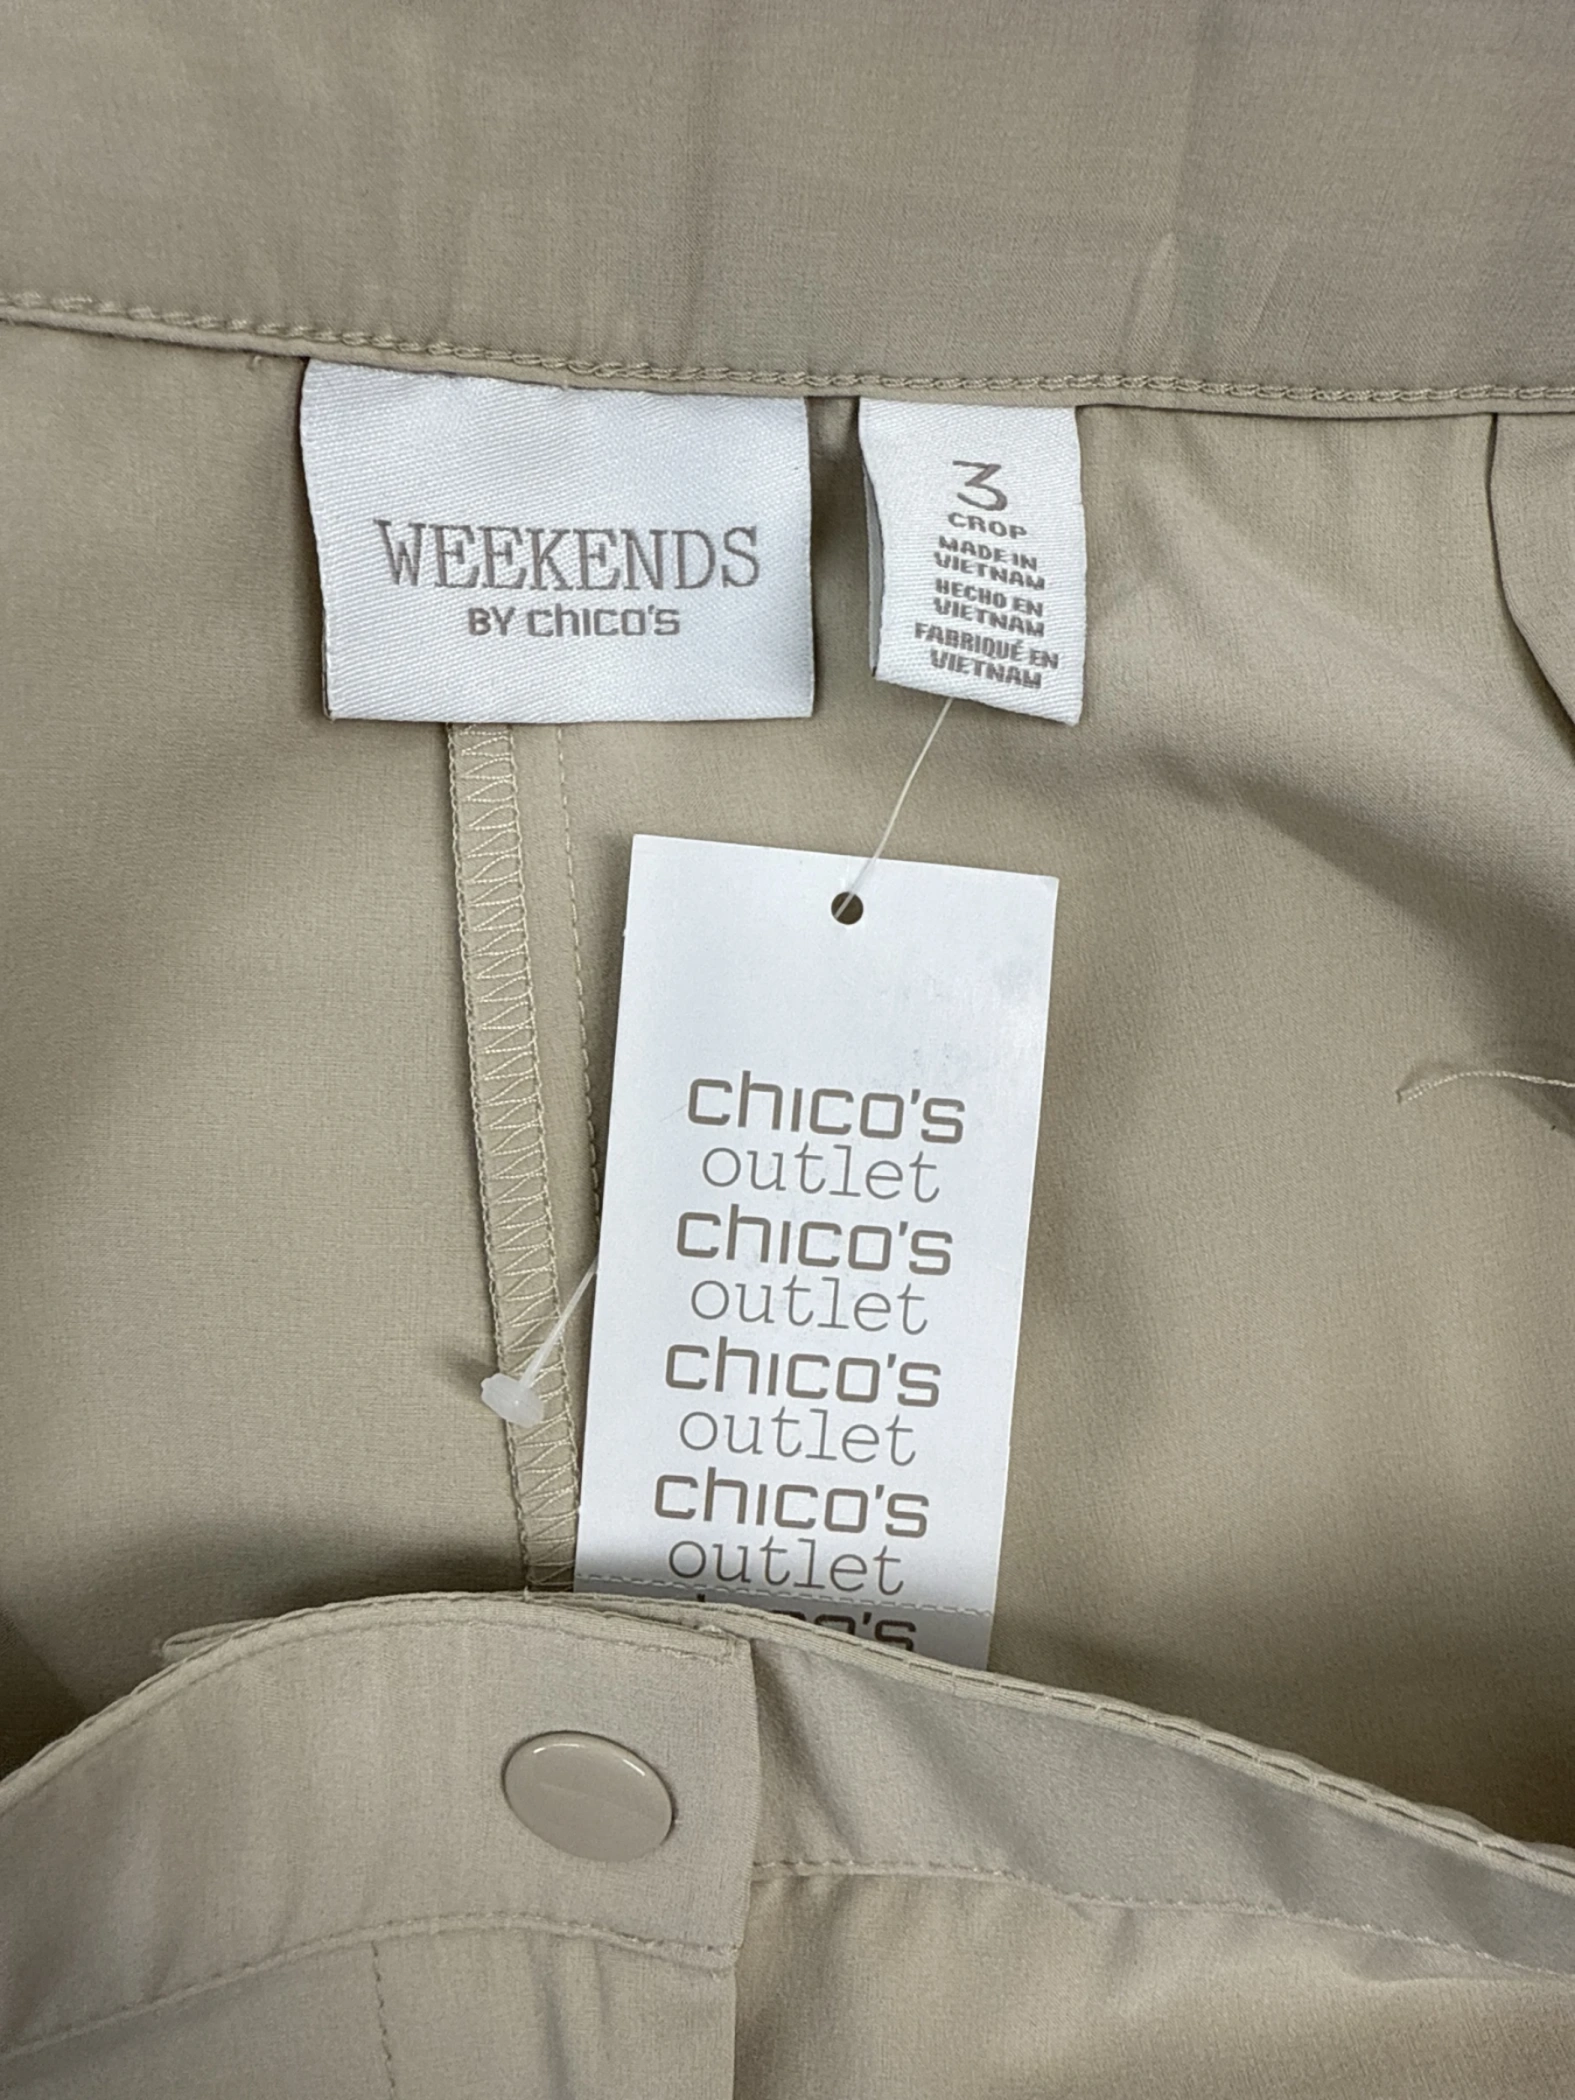 WEEKENDS
BY chico's
3
CROP
MADE IN
VIETNAM
HECHO EN
VIETNAM
FABRIQUÉ EN
VIETNAM
chico's
outlet
chico's
outlet
chico's
outlet
chico's
outlet